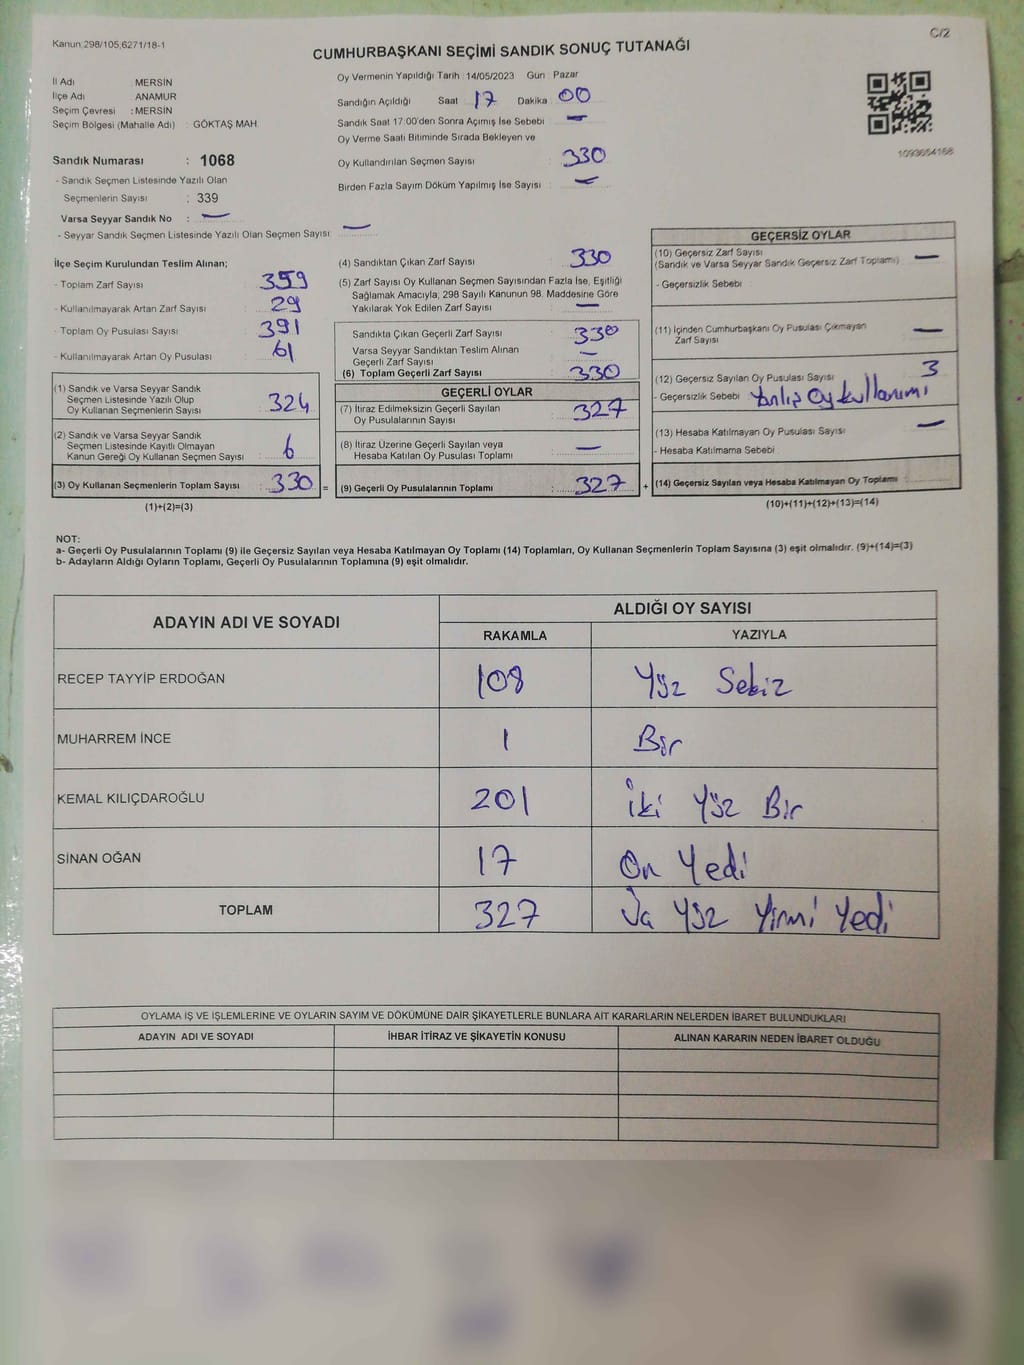 Kanun 298/105,6271/18-1
C/2
CUMHURBAŞKANI SEÇİMİ SANDIK SONUÇ TUTANAĞI
İl Adı : MERSİN
İlçe Adı : ANAMUR
Seçim Çevresi : MERSİN
Seçim Bölgesi (Mahalle Adı) : GÖKTAŞ MAH.
Sandık Numarası : 1068
- Sandık Seçmen Listesinde Yazılı Olan
Seçmenlerin Sayısı : 339
Varsa Seyyar Sandık No : —
- Seyyar Sandık Seçmen Listesinde Yazılı Olan Seçmen Sayısı: —
Oy Vermenin Yapıldığı Tarih : 14/05/2023 Gün : Pazar
Sandığın Açıldığı Saat 17 Dakika 00
Sandık Saat 17:00'den Sonra Açımış İse Sebebi : —
Oy Verme Saati Bitiminde Sırada Bekleyen ve
Oy Kullandırılan Seçmen Sayısı : 330
Birden Fazla Sayım Döküm Yapılmış İse Sayısı : —
1093654168
İlçe Seçim Kurulundan Teslim Alınan;
- Toplam Zarf Sayısı : 359
- Kullanılmayarak Artan Zarf Sayısı : 29
- Toplam Oy Pusulası Sayısı : 391
- Kullanılmayarak Artan Oy Pusulası : 61
(1) Sandık ve Varsa Seyyar Sandık
Seçmen Listesinde Yazılı Olup
Oy Kullanan Seçmenlerin Sayısı : 324
(2) Sandık ve Varsa Seyyar Sandık
Seçmen Listesinde Kayıtlı Olmayan
Kanun Gereği Oy Kullanan Seçmen Sayısı : 6
(3) Oy Kullanan Seçmenlerin Toplam Sayısı : 330 =
(1)+(2)=(3)
(4) Sandıktan Çıkan Zarf Sayısı : 330
(5) Zarf Sayısı Oy Kullanan Seçmen Sayısından Fazla İse, Eşitliği
Sağlamak Amacıyla, 298 Sayılı Kanunun 98. Maddesine Göre
Yakılarak Yok Edilen Zarf Sayısı : —
Sandıkta Çıkan Geçerli Zarf Sayısı : 330
Varsa Seyyar Sandıktan Teslim Alınan
Geçerli Zarf Sayısı : —
(6) Toplam Geçerli Zarf Sayısı : 330
GEÇERLİ OYLAR
(7) İtiraz Edilmeksizin Geçerli Sayılan
Oy Pusulalarının Sayısı : 327
(8) İtiraz Üzerine Geçerli Sayılan veya
Hesaba Katılan Oy Pusulası Toplamı : —
(9) Geçerli Oy Pusulalarının Toplamı : 327 +
GEÇERSİZ OYLAR
(10) Geçersiz Zarf Sayısı
(Sandık ve Varsa Seyyar Sandık Geçersiz Zarf Toplamı) : —
- Geçersizlik Sebebi :
(11) İçinden Cumhurbaşkanı Oy Pusulası Çıkmayan
Zarf Sayısı : —
(12) Geçersiz Sayılan Oy Pusulası Sayısı : 3
- Geçersizlik Sebebi : Yanlış Oy kullanımı
(13) Hesaba Katılmayan Oy Pusulası Sayısı : —
- Hesaba Katılmama Sebebi :
(14) Geçersiz Sayılan veya Hesaba Katılmayan Oy Toplamı :
(10)+(11)+(12)+(13)=(14)
NOT:
a- Geçerli Oy Pusulalarının Toplamı (9) ile Geçersiz Sayılan veya Hesaba Katılmayan Oy Toplamı (14) Toplamları, Oy Kullanan Seçmenlerin Toplam Sayısına (3) eşit olmalıdır. (9)+(14)=(3)
b- Adayların Aldığı Oyların Toplamı, Geçerli Oy Pusulalarının Toplamına (9) eşit olmalıdır.
ADAYIN ADI VE SOYADI ALDIĞI OY SAYISI
RAKAMLA YAZIYLA
RECEP TAYYİP ERDOĞAN 108 Yüz Sekiz
MUHARREM İNCE 1 Bir
KEMAL KILIÇDAROĞLU 201 İki Yüz Bir
SİNAN OĞAN 17 On Yedi
TOPLAM 327 Yüz Yirmi Yedi
OYLAMA İŞ VE İŞLEMLERİNE VE OYLARIN SAYIM VE DÖKÜMÜNE DAİR ŞİKAYETLERLE BUNLARA AİT KARARLARIN NELERDEN İBARET BULUNDUKLARI
ADAYIN ADI VE SOYADI İHBAR İTİRAZ VE ŞİKAYETİN KONUSU ALINAN KARARIN NEDEN İBARET OLDUĞU